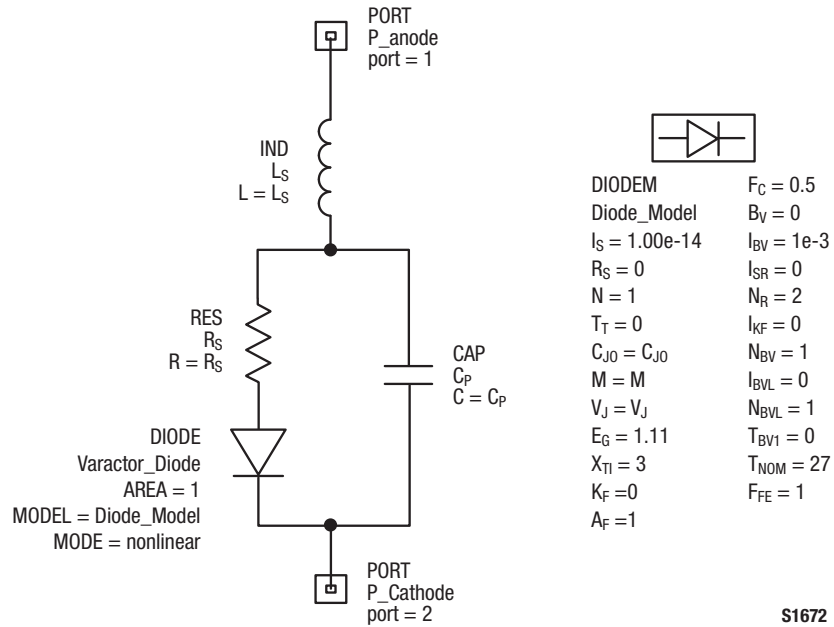 PORT
P_anode
port = 1
IND
LS
L = LS
RES
RS
R = RS
CAP
CP
C = CP
DIODE
Varactor_Diode
AREA = 1
MODEL = Diode_Model
MODE = nonlinear
PORT
P_Cathode
port = 2
DIODEM
Diode_Model
IS = 1.00e-14
RS = 0
N = 1
TT = 0
CJO = CJO
M = M
VJ = VJ
EG = 1.11
XTI = 3
KF =0
AF =1
FC = 0.5
BV = 0
IBV = 1e-3
ISR = 0
NR = 2
IKF = 0
NBV = 1
IBVL = 0
NBVL = 1
TBV1 = 0
TNOM = 27
FFE = 1
S1672